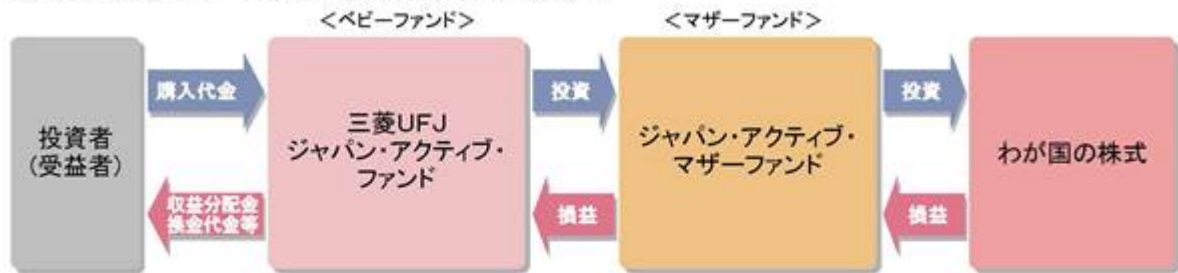 <ベビーファンド>
<マザーファンド>
購入代金
投資
投資
投資者
(受益者)
三菱UFJ
ジャパン・アクティブ・
ファンド
ジャパン・アクティブ・
マザーファンド
わが国の株式
収益分配金
換金代金等
損益
損益